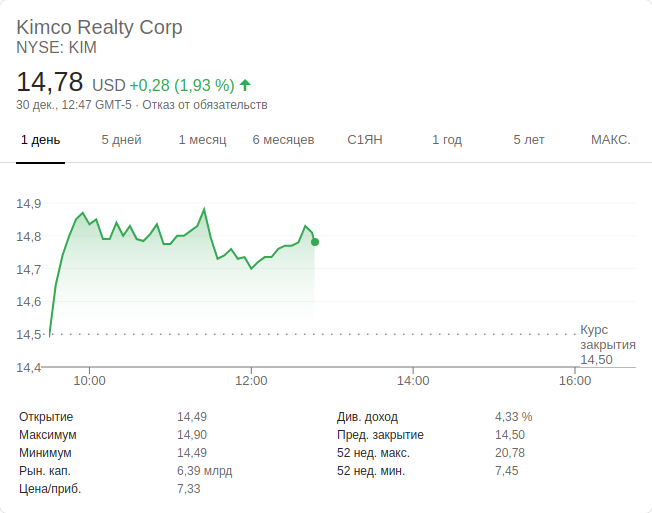 Kimco Realty Corp
NYSE: KIM
14,78 USD +0,28 (1,93 %)
30 дек., 12:47 GMT-5 · Отказ от обязательств
1 день 5 дней 1 месяц 6 месяцев С1ЯН 1 год 5 лет МАКС.
14,9
14,8
14,7
14,6
14,5
14,4
Курс
закрытия
14,50
10:00 12:00 14:00 16:00
Открытие 14,49 Див. доход 4,33 %
Максимум 14,90 Пред. закрытие 14,50
Минимум 14,49 52 нед. макс. 20,78
Рын. кап. 6,39 млрд 52 нед. мин. 7,45
Цена/приб. 7,33